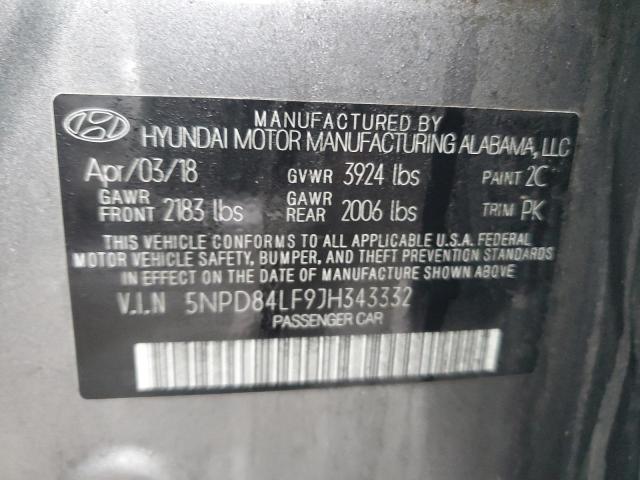 MANUFACTURED BY
HYUNDAI MOTOR MANUFACTURING ALABAMA, LLC
Apr/03/18 GVWR 3924 lbs PAINT 2C
GAWR FRONT 2183 lbs GAWR REAR 2006 lbs TRIM PK
THIS VEHICLE CONFORMS TO ALL APPLICABLE U.S.A. FEDERAL
MOTOR VEHICLE SAFETY, BUMPER, AND THEFT PREVENTION STANDARDS
IN EFFECT ON THE DATE OF MANUFACTURE SHOWN ABOVE.
V.I.N 5NPD84LF9JH343332
PASSENGER CAR